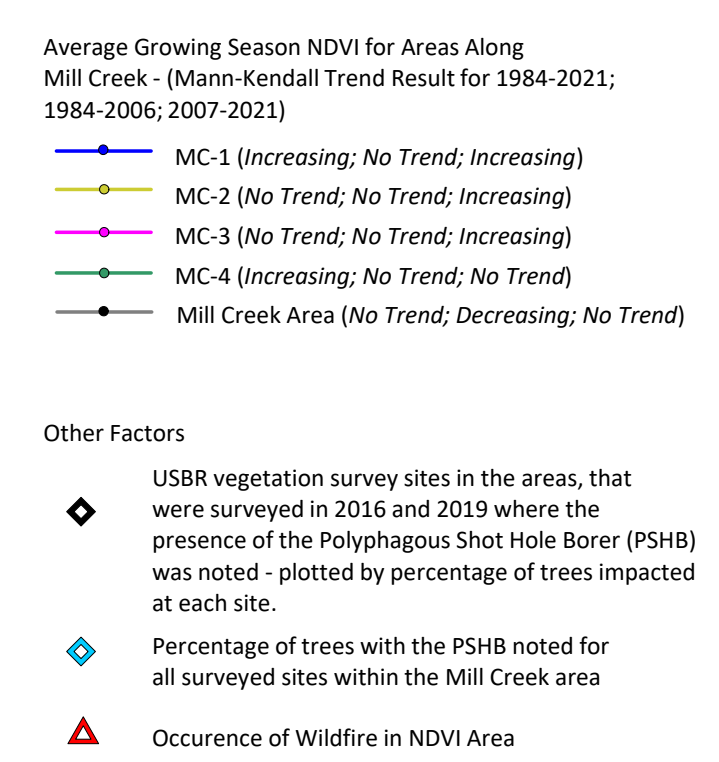 Average Growing Season NDVI for Areas Along
Mill Creek - (Mann-Kendall Trend Result for 1984-2021;
1984-2006; 2007-2021)
MC-1 (Increasing; No Trend; Increasing)
MC-2 (No Trend; No Trend; Increasing)
MC-3 (No Trend; No Trend; Increasing)
MC-4 (Increasing; No Trend; No Trend)
Mill Creek Area (No Trend; Decreasing; No Trend)
Other Factors
USBR vegetation survey sites in the areas, that
were surveyed in 2016 and 2019 where the
presence of the Polyphagous Shot Hole Borer (PSHB)
was noted - plotted by percentage of trees impacted
at each site.
Percentage of trees with the PSHB noted for
all surveyed sites within the Mill Creek area
Occurence of Wildfire in NDVI Area